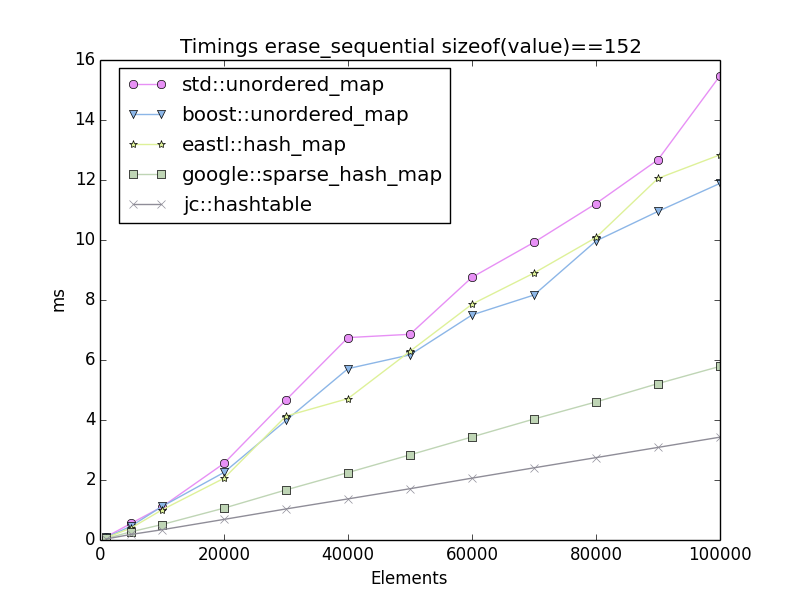 Timings erase_sequential sizeof(value)==152
16
14
12
10
8
6
4
2
0
ms
std::unordered_map
boost::unordered_map
eastl::hash_map
google::sparse_hash_map
jc::hashtable
0 20000 40000 60000 80000 100000
Elements